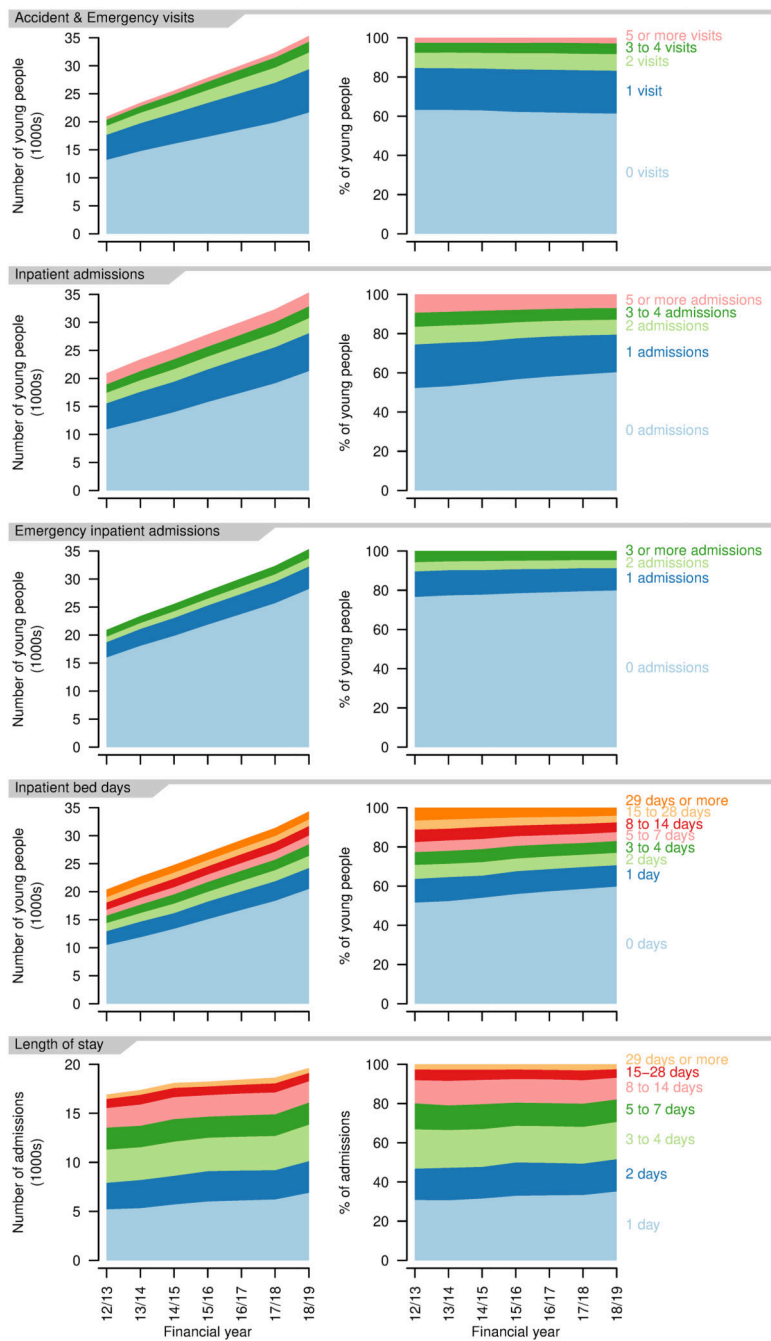 Accident & Emergency visits
Number of young people
(1000s)
35
30
25
20
15
10
5
0
% of young people
100
80
60
40
20
0
5 or more visits
3 to 4 visits
2 visits
1 visit
0 visits
Inpatient admissions
Number of young people
(1000s)
35
30
25
20
15
10
5
0
% of young people
100
80
60
40
20
0
5 or more admissions
3 to 4 admissions
2 admissions
1 admissions
0 admissions
Emergency inpatient admissions
Number of young people
(1000s)
35
30
25
20
15
10
5
0
% of young people
100
80
60
40
20
0
3 or more admissions
2 admissions
1 admissions
0 admissions
Inpatient bed days
Number of young people
(1000s)
35
30
25
20
15
10
5
0
% of young people
100
80
60
40
20
0
29 days or more
15 to 28 days
8 to 14 days
5 to 7 days
3 to 4 days
2 days
1 day
0 days
Length of stay
Number of admissions
(1000s)
20
15
10
5
0
% of admissions
100
80
60
40
20
0
29 days or more
15−28 days
8 to 14 days
5 to 7 days
3 to 4 days
2 days
1 day
12/13
13/14
14/15
15/16
16/17
17/18
18/19
Financial year
12/13
13/14
14/15
15/16
16/17
17/18
18/19
Financial year